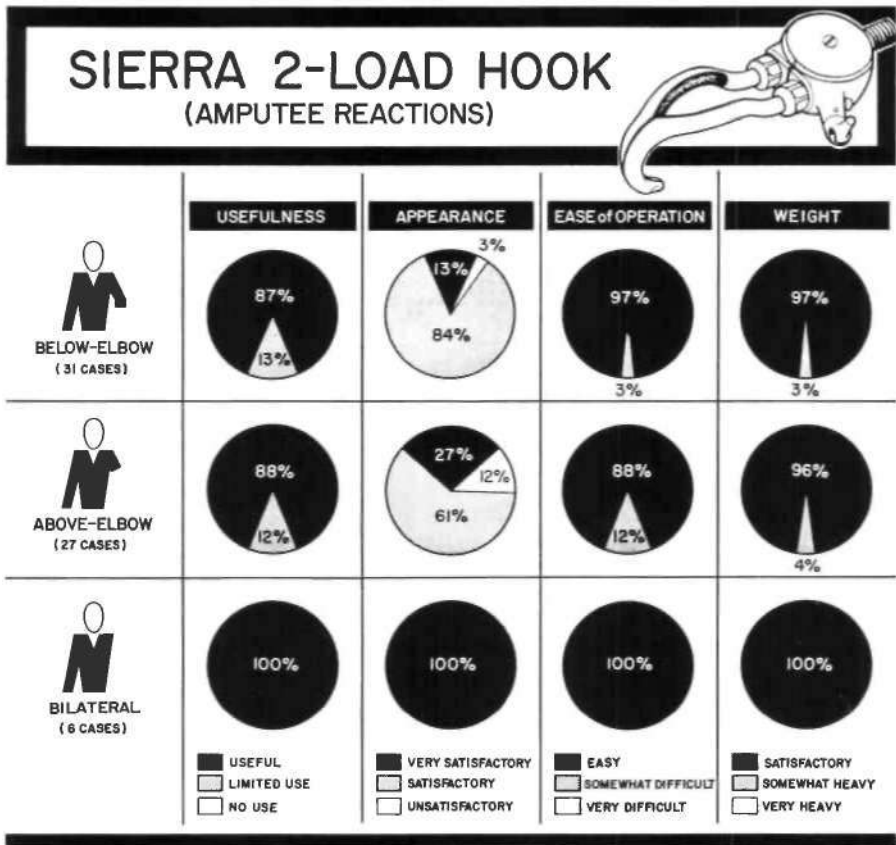 SIERRA 2-LOAD HOOK
(AMPUTEE REACTIONS)
USEFULNESS APPEARANCE EASE of OPERATION WEIGHT
BELOW-ELBOW
(31 CASES)
87% 13%
13% 3% 84%
97% 3%
97% 3%
ABOVE-ELBOW
(27 CASES)
88% 12%
27% 12% 61%
88% 12%
96% 4%
BILATERAL
(6 CASES)
100% 100% 100% 100%
USEFUL
LIMITED USE
NO USE
VERY SATISFACTORY
SATISFACTORY
UNSATISFACTORY
EASY
SOMEWHAT DIFFICULT
VERY DIFFICULT
SATISFACTORY
SOMEWHAT HEAVY
VERY HEAVY